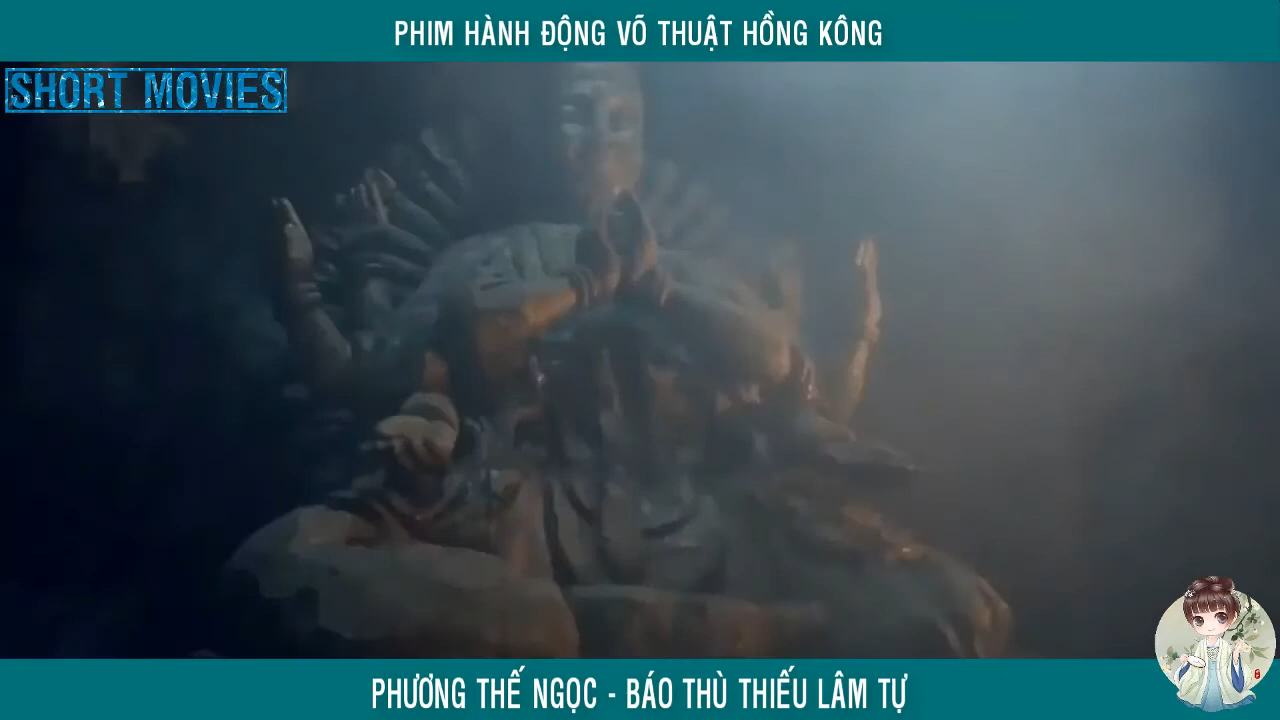 PHIM HÀNH ĐỘNG VÕ THUẬT HỒNG KÔNG
SHORT MOVIES
PHƯƠNG THẾ NGỌC - BÁO THÙ THIẾU LÂM TỰ